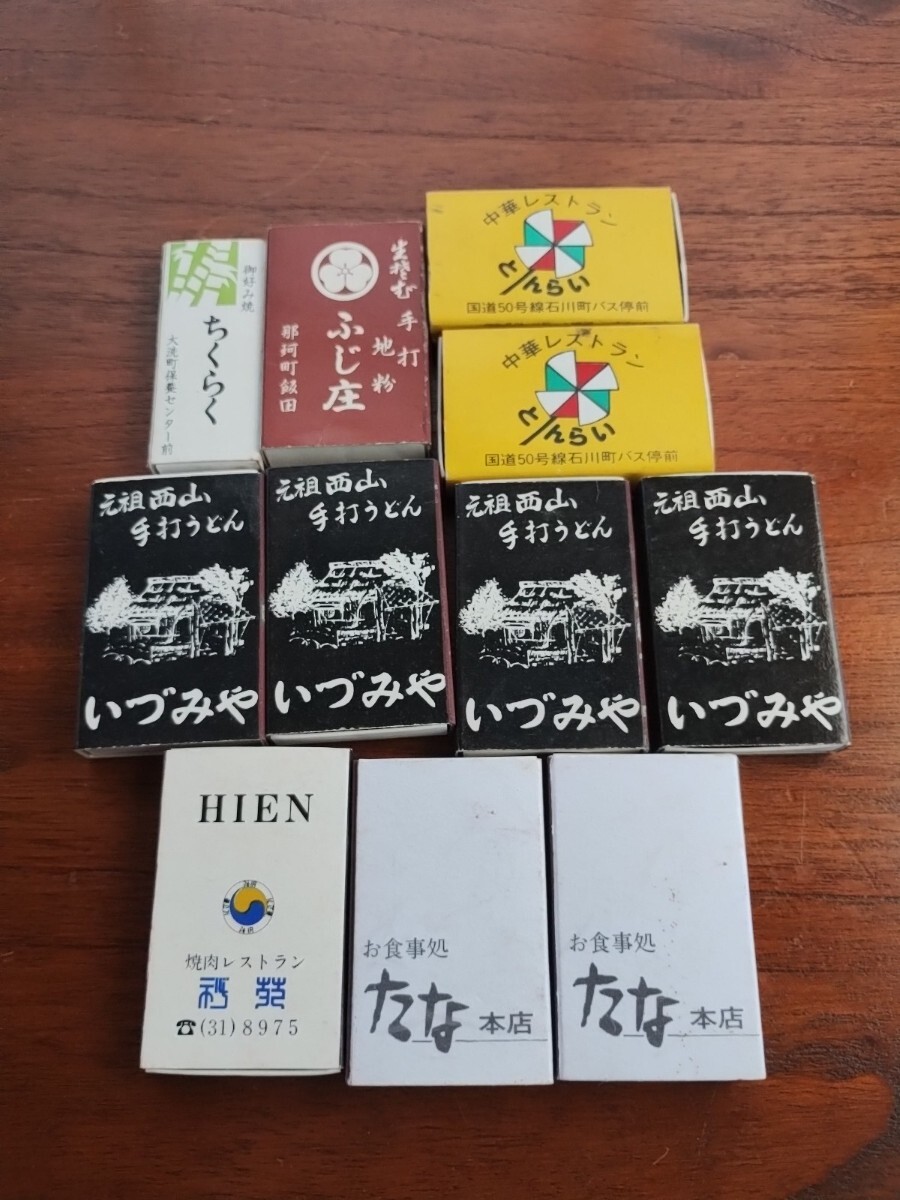 御好み焼
ちくらく
大洗町保養センター前
生そむ
手打
地粉
ふじ庄
那珂町飯田
中華レストラン
とんらい
国道50号線石川町バス停前
中華レストラン
とんらい
国道50号線石川町バス停前
元祖西山
手打うどん
いづみや
元祖西山
手打うどん
いづみや
元祖西山
手打うどん
いづみや
元祖西山
手打うどん
いづみや
HIEN
焼肉レストラン
秘苑
☎(31)8975
お食事処
たな 本店
お食事処
たな 本店